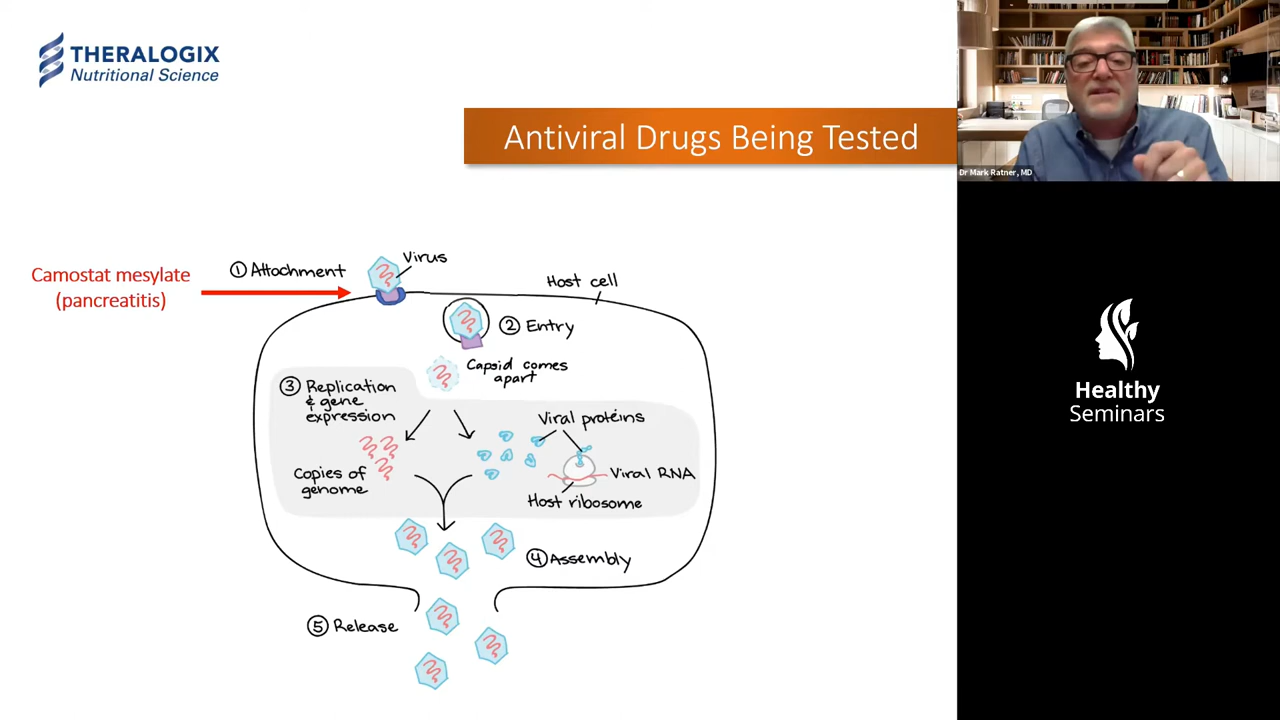 THERALOGIX
Nutritional Science
Antiviral Drugs Being Tested
Dr Mark Ratner, MD
Camostat mesylate
(pancreatitis)
① Attachment
Virus
Host cell
② Entry
Capsid comes
apart
③ Replication
& gene
expression
Viral proteins
Copies of
genome
Viral RNA
Host ribosome
④ Assembly
⑤ Release
Healthy
Seminars